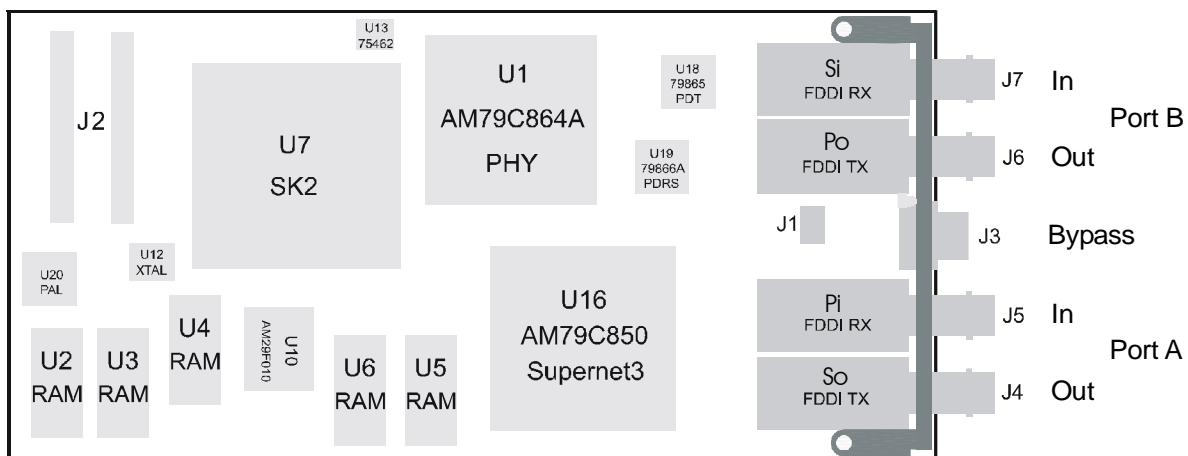 U13
75462
J2
U7
SK2
U1
AM79C864A
PHY
U18
79865
PDT
U19
79866A
PDRS
Si
FDDI RX
J7
In
Port B
Po
FDDI TX
J6
Out
J1
J3
Bypass
U20
PAL
U12
XTAL
U2
RAM
U3
RAM
U4
RAM
U10
AM29F010
U6
RAM
U5
RAM
U16
AM79C850
Supernet3
Pi
FDDI RX
J5
In
Port A
So
FDDI TX
J4
Out